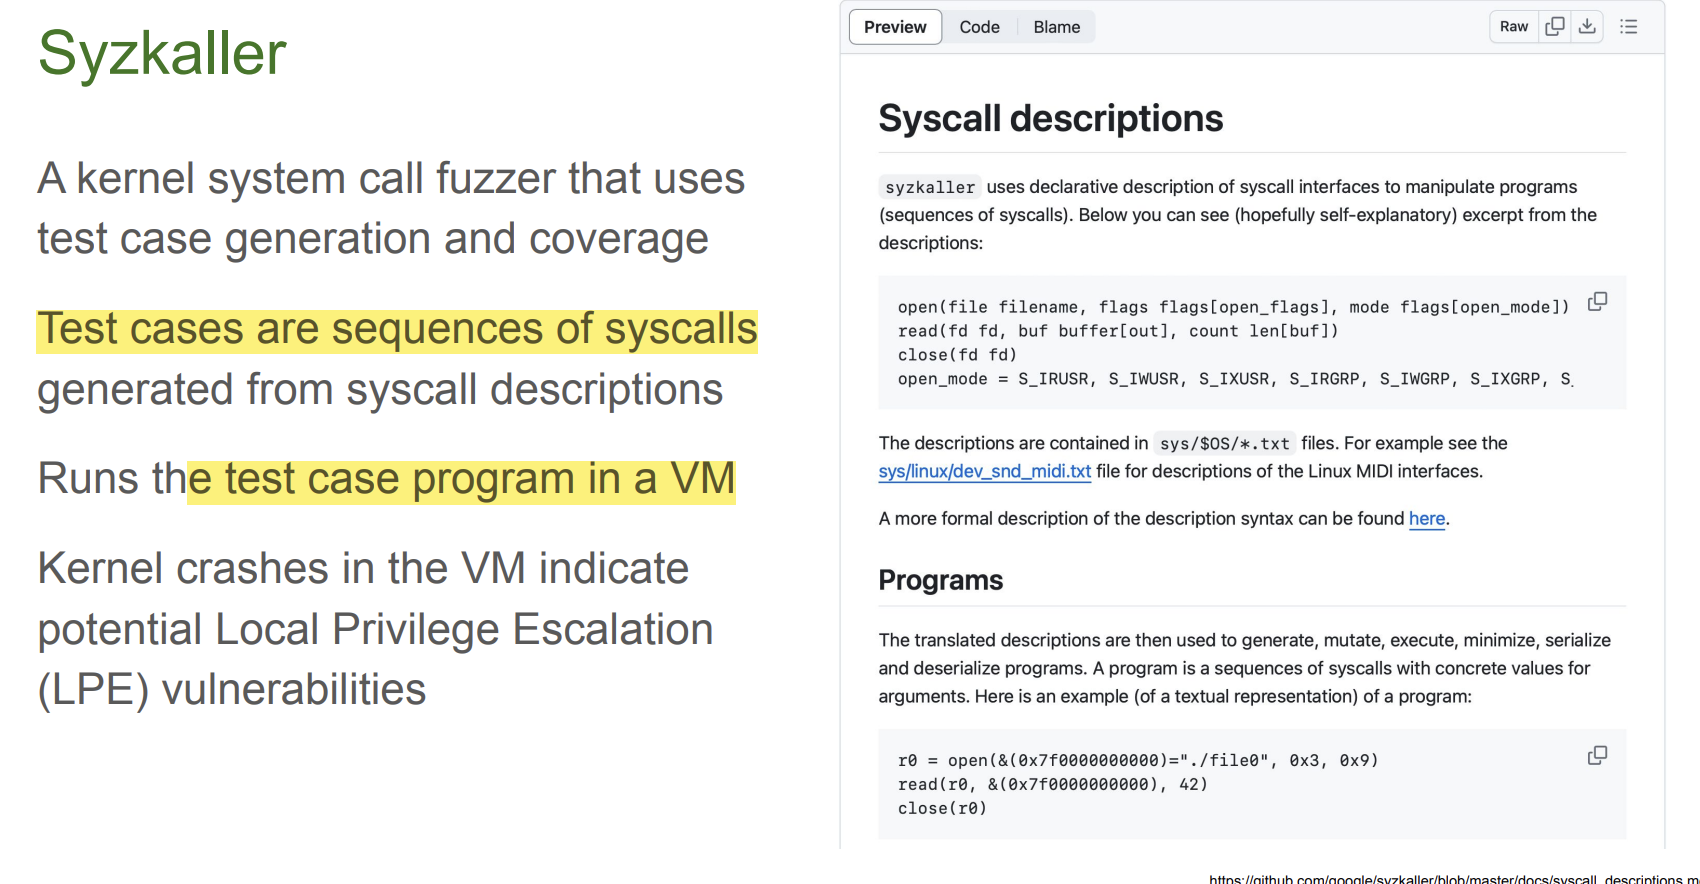 Syzkaller
A kernel system call fuzzer that uses
test case generation and coverage
Test cases are sequences of syscalls
generated from syscall descriptions
Runs the test case program in a VM
Kernel crashes in the VM indicate
potential Local Privilege Escalation
(LPE) vulnerabilities
Preview Code Blame Raw
Syscall descriptions
syzkaller uses declarative description of syscall interfaces to manipulate programs
(sequences of syscalls). Below you can see (hopefully self-explanatory) excerpt from the
descriptions:
open(file filename, flags flags[open_flags], mode flags[open_mode])
read(fd fd, buf buffer[out], count len[buf])
close(fd fd)
open_mode = S_IRUSR, S_IWUSR, S_IXUSR, S_IRGRP, S_IWGRP, S_IXGRP, S_
The descriptions are contained in sys/$OS/*.txt files. For example see the
sys/linux/dev_snd_midi.txt file for descriptions of the Linux MIDI interfaces.
A more formal description of the description syntax can be found here.
Programs
The translated descriptions are then used to generate, mutate, execute, minimize, serialize
and deserialize programs. A program is a sequences of syscalls with concrete values for
arguments. Here is an example (of a textual representation) of a program:
r0 = open(&(0x7f0000000000)="./file0", 0x3, 0x9)
read(r0, &(0x7f0000000000), 42)
close(r0)
https://github.com/google/syzkaller/blob/master/docs/syscall_descriptions.m